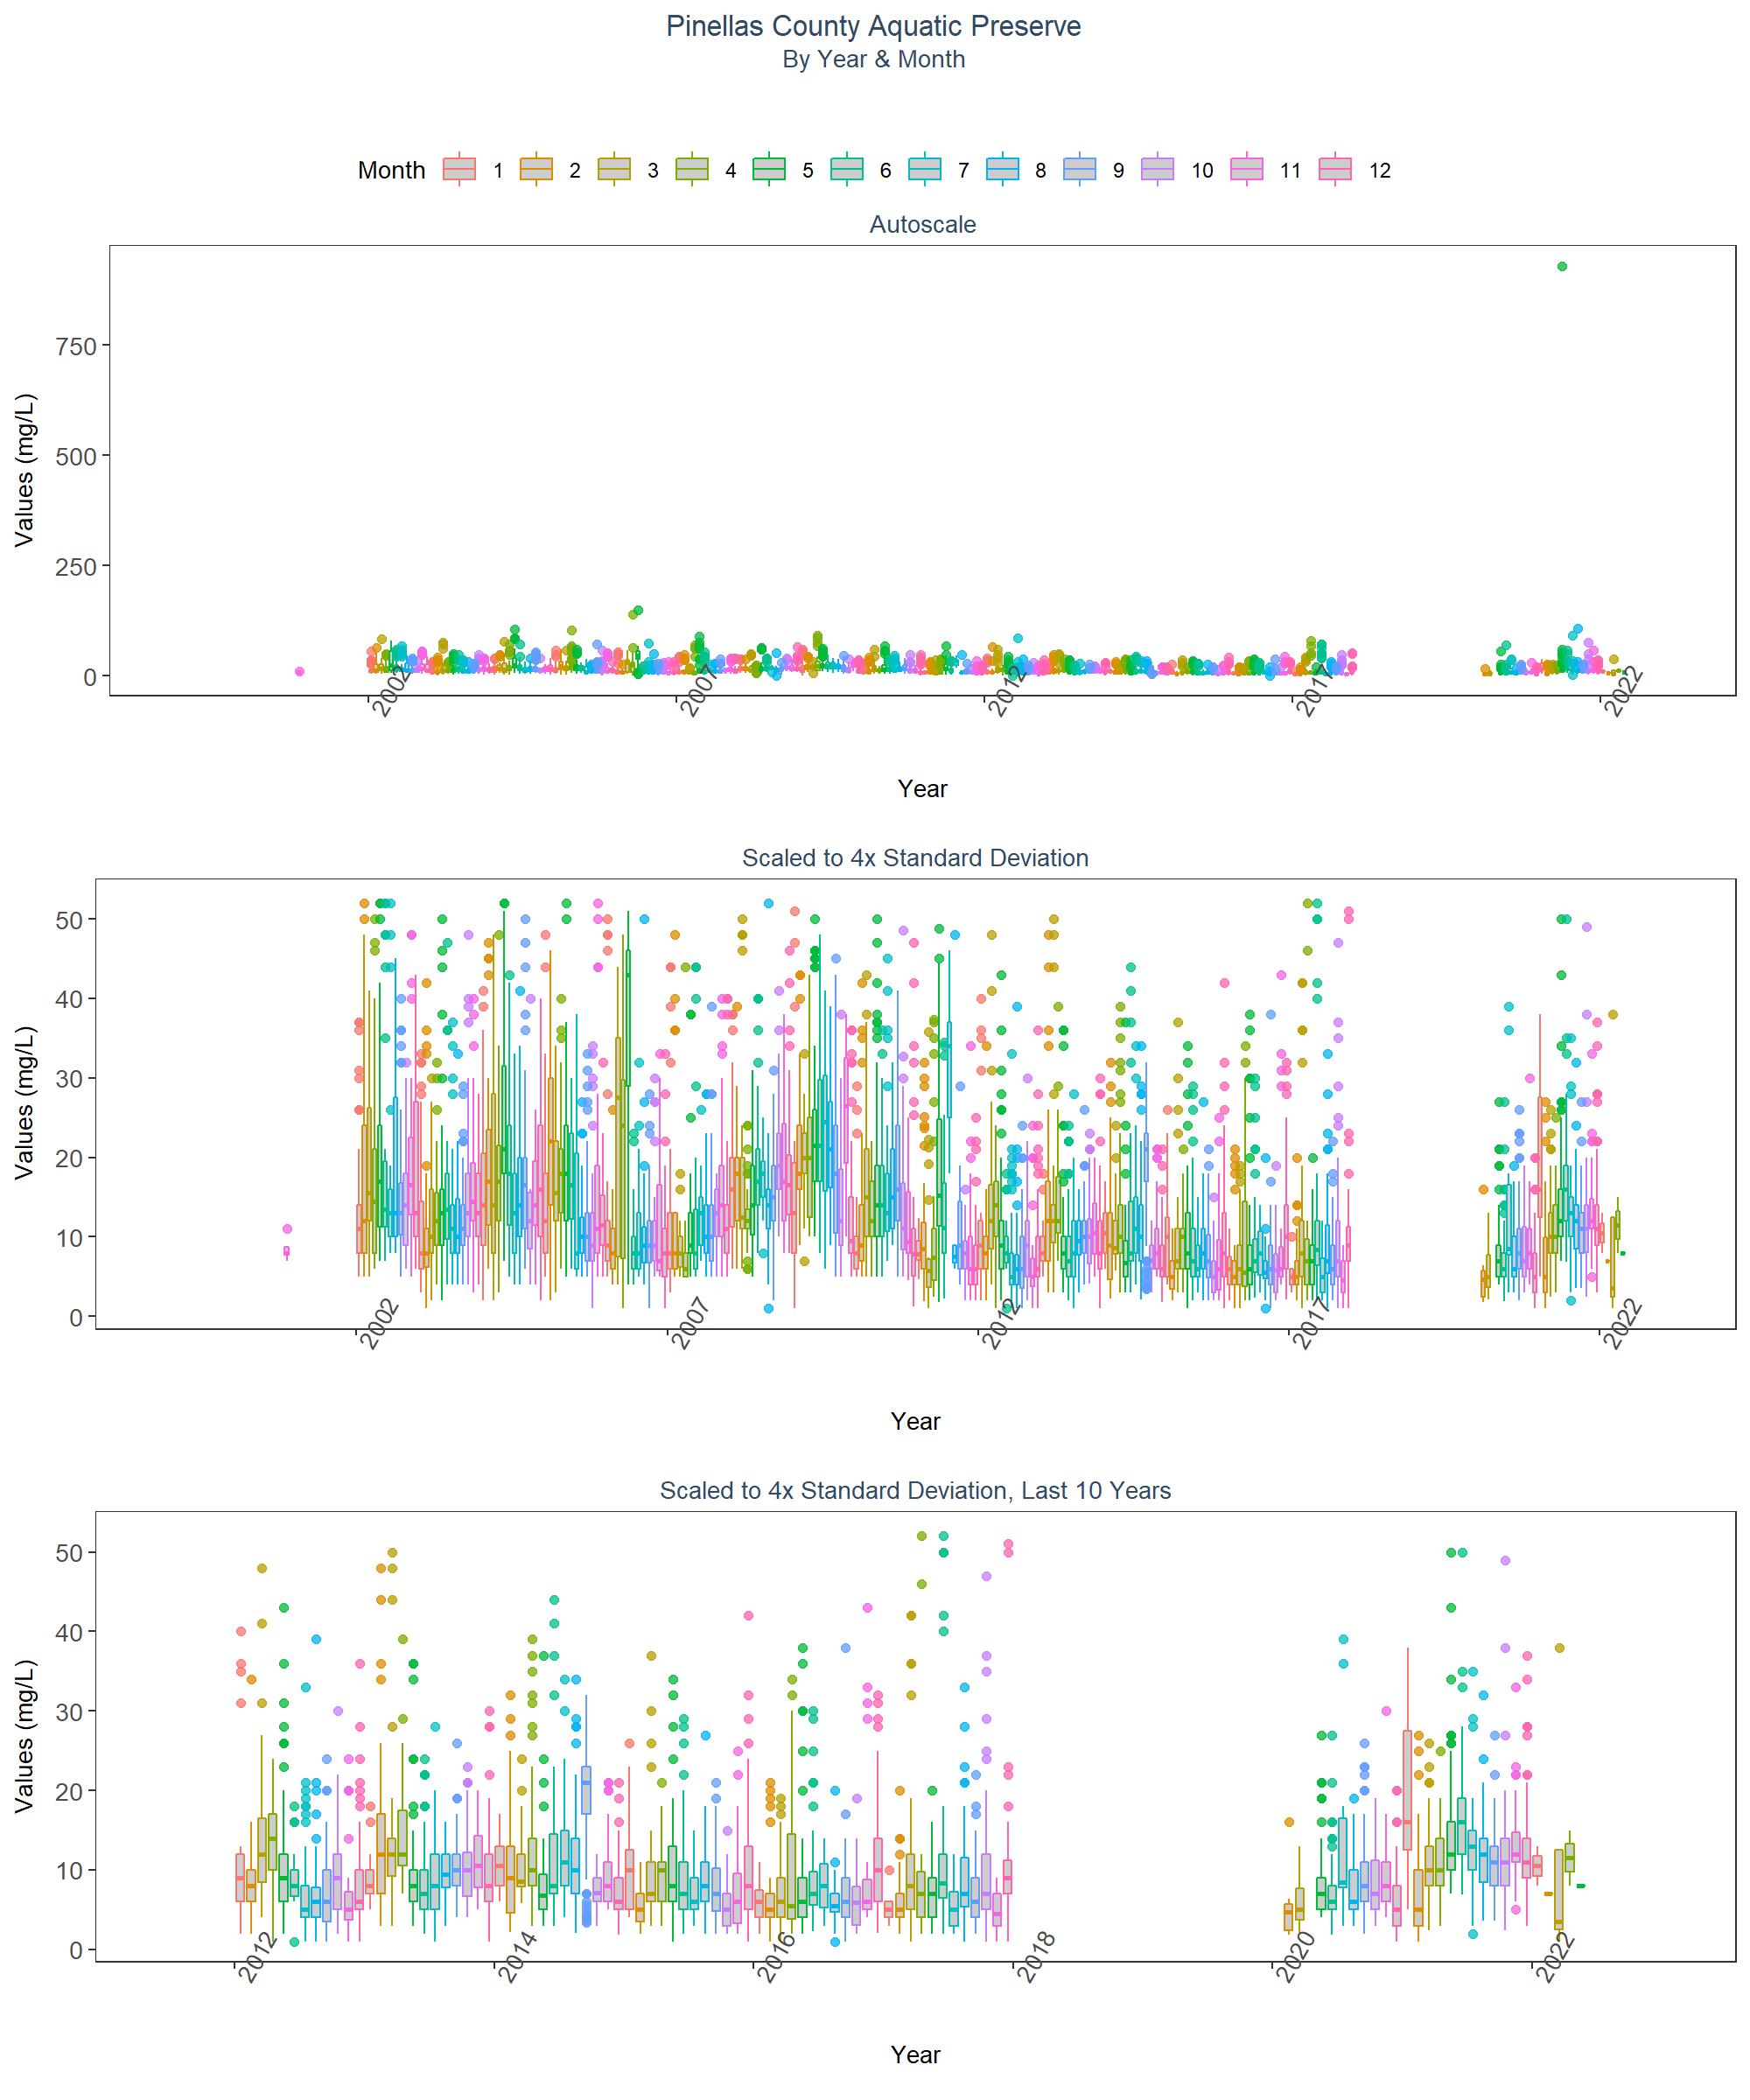 Pinellas County Aquatic Preserve
By Year & Month
Month 1 2 3 4 5 6 7 8 9 10 11 12
Autoscale
Values (mg/L)
750
500
250
0
2002 2007 2012 2017 2022
Year
Scaled to 4x Standard Deviation
Values (mg/L)
50
40
30
20
10
0
2002 2007 2012 2017 2022
Year
Scaled to 4x Standard Deviation, Last 10 Years
Values (mg/L)
50
40
30
20
10
0
2012 2014 2016 2018 2020 2022
Year